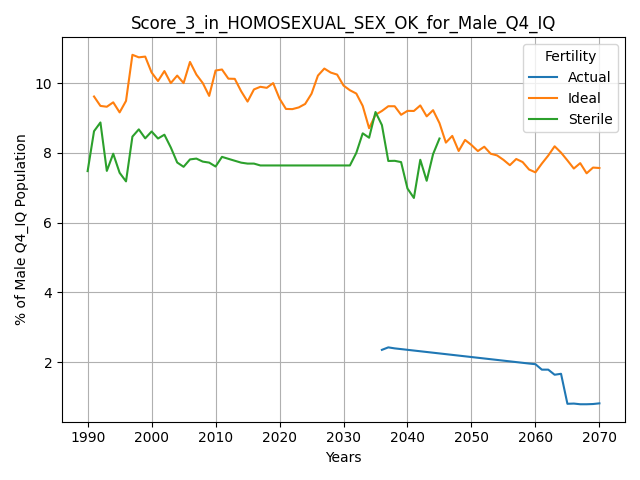 Score_3_in_HOMOSEXUAL_SEX_OK_for_Male_Q4_IQ
Fertility
Actual
Ideal
Sterile
% of Male Q4_IQ Population
10
8
6
4
2
1990 2000 2010 2020 2030 2040 2050 2060 2070
Years